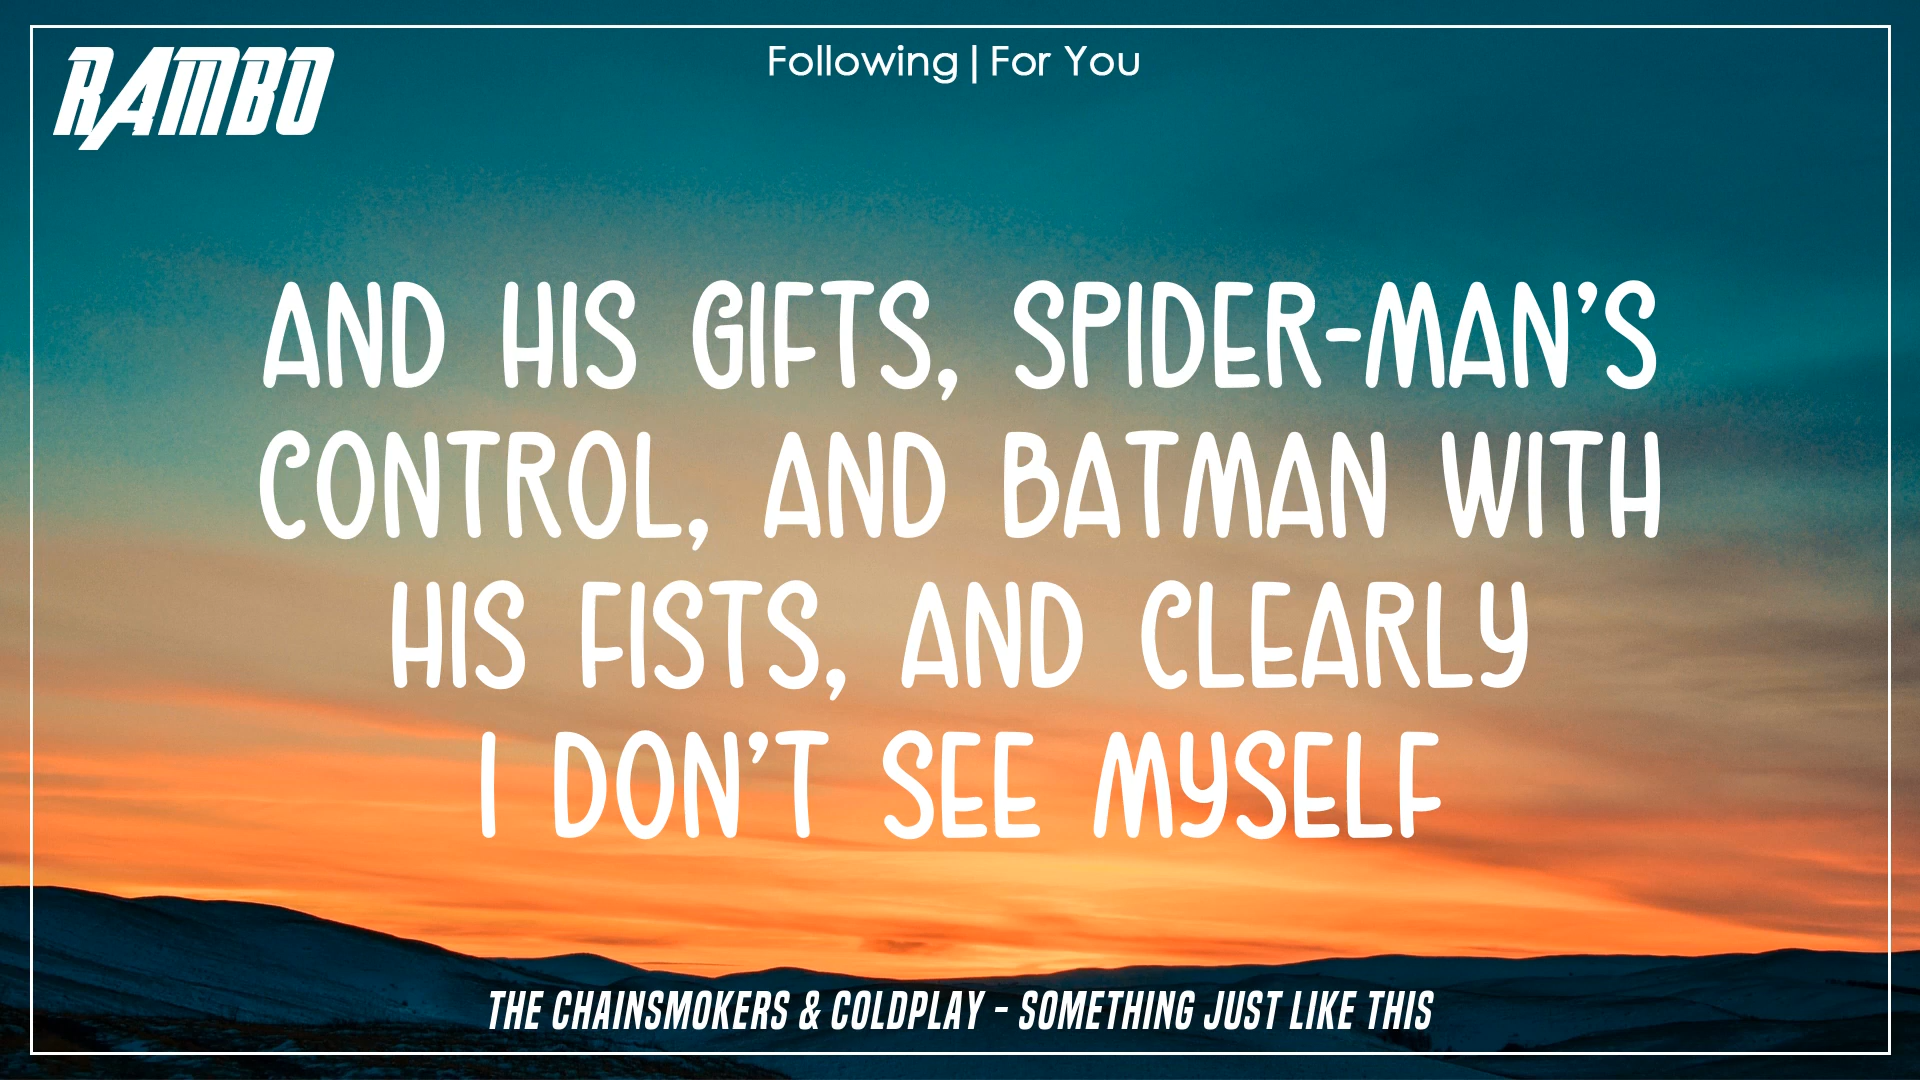 RAMBO
Following | For You
AND HIS GIFTS, SPIDER-MAN'S
CONTROL, AND BATMAN WITH
HIS FISTS, AND CLEARLY
I DON'T SEE MYSELF
THE CHAINSMOKERS & COLDPLAY - SOMETHING JUST LIKE THIS